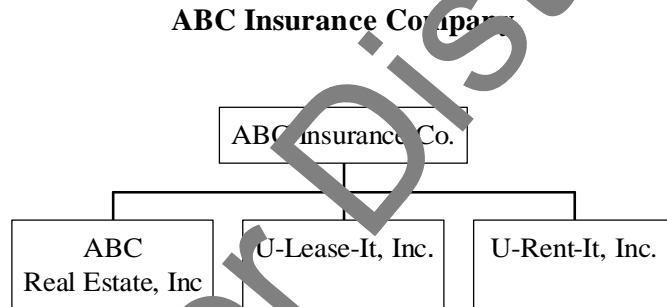 ABC Insurance Company
ABC Insurance Co.
ABC
Real Estate, Inc
U-Lease-It, Inc.
U-Rent-It, Inc.